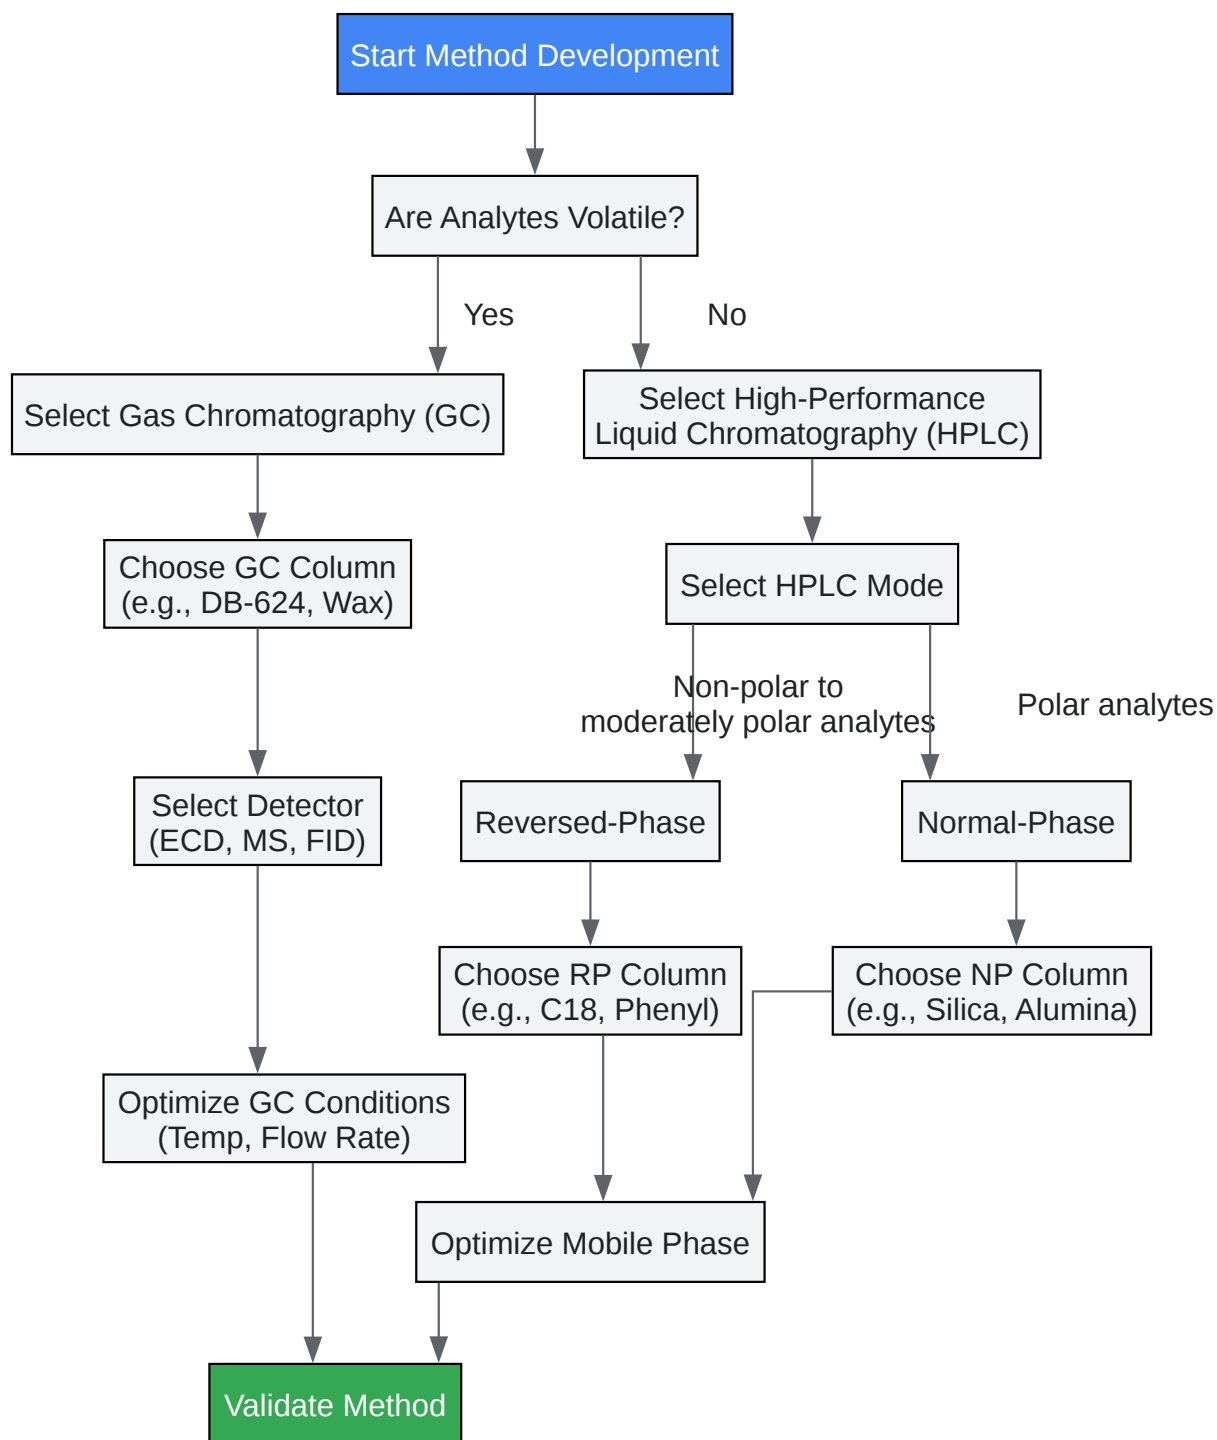 Start Method Development
Are Analytes Volatile?
Yes
No
Select Gas Chromatography (GC)
Select High-Performance
Liquid Chromatography (HPLC)
Choose GC Column
(e.g., DB-624, Wax)
Select HPLC Mode
Non-polar to
moderately polar analytes
Polar analytes
Select Detector
(ECD, MS, FID)
Reversed-Phase
Normal-Phase
Choose RP Column
(e.g., C18, Phenyl)
Choose NP Column
(e.g., Silica, Alumina)
Optimize GC Conditions
(Temp, Flow Rate)
Optimize Mobile Phase
Validate Method